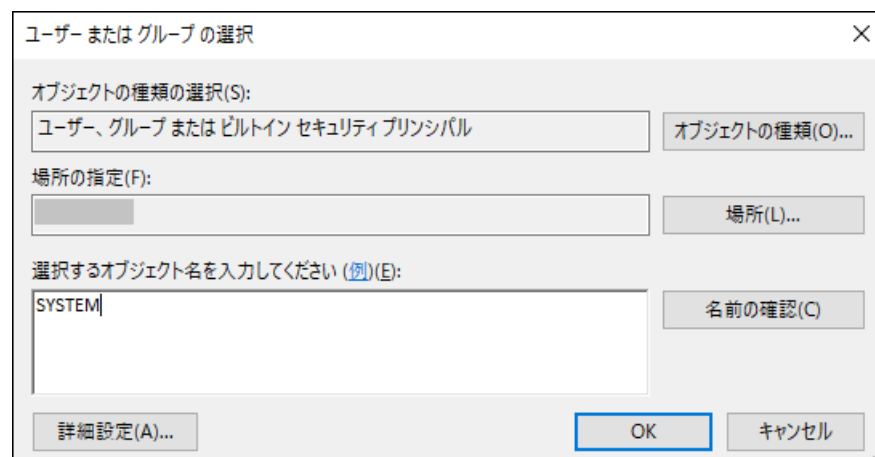 ユーザー または グループ の選択
オブジェクトの種類の選択(S):
ユーザー、グループ または ビルトイン セキュリティ プリンシパル
オブジェクトの種類(O)...
場所の指定(F):
場所(L)...
選択するオブジェクト名を入力してください (例)(E):
SYSTEM
名前の確認(C)
詳細設定(A)...
OK
キャンセル